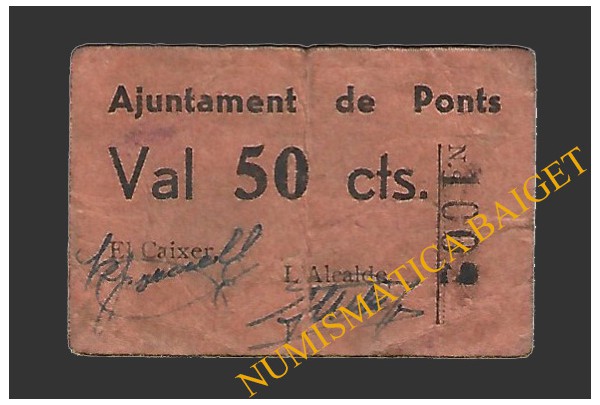 Ajuntament de Ponts
Val 50 cts.
El Caixer
L'Alcalde
NUMISMATICA BAIGET